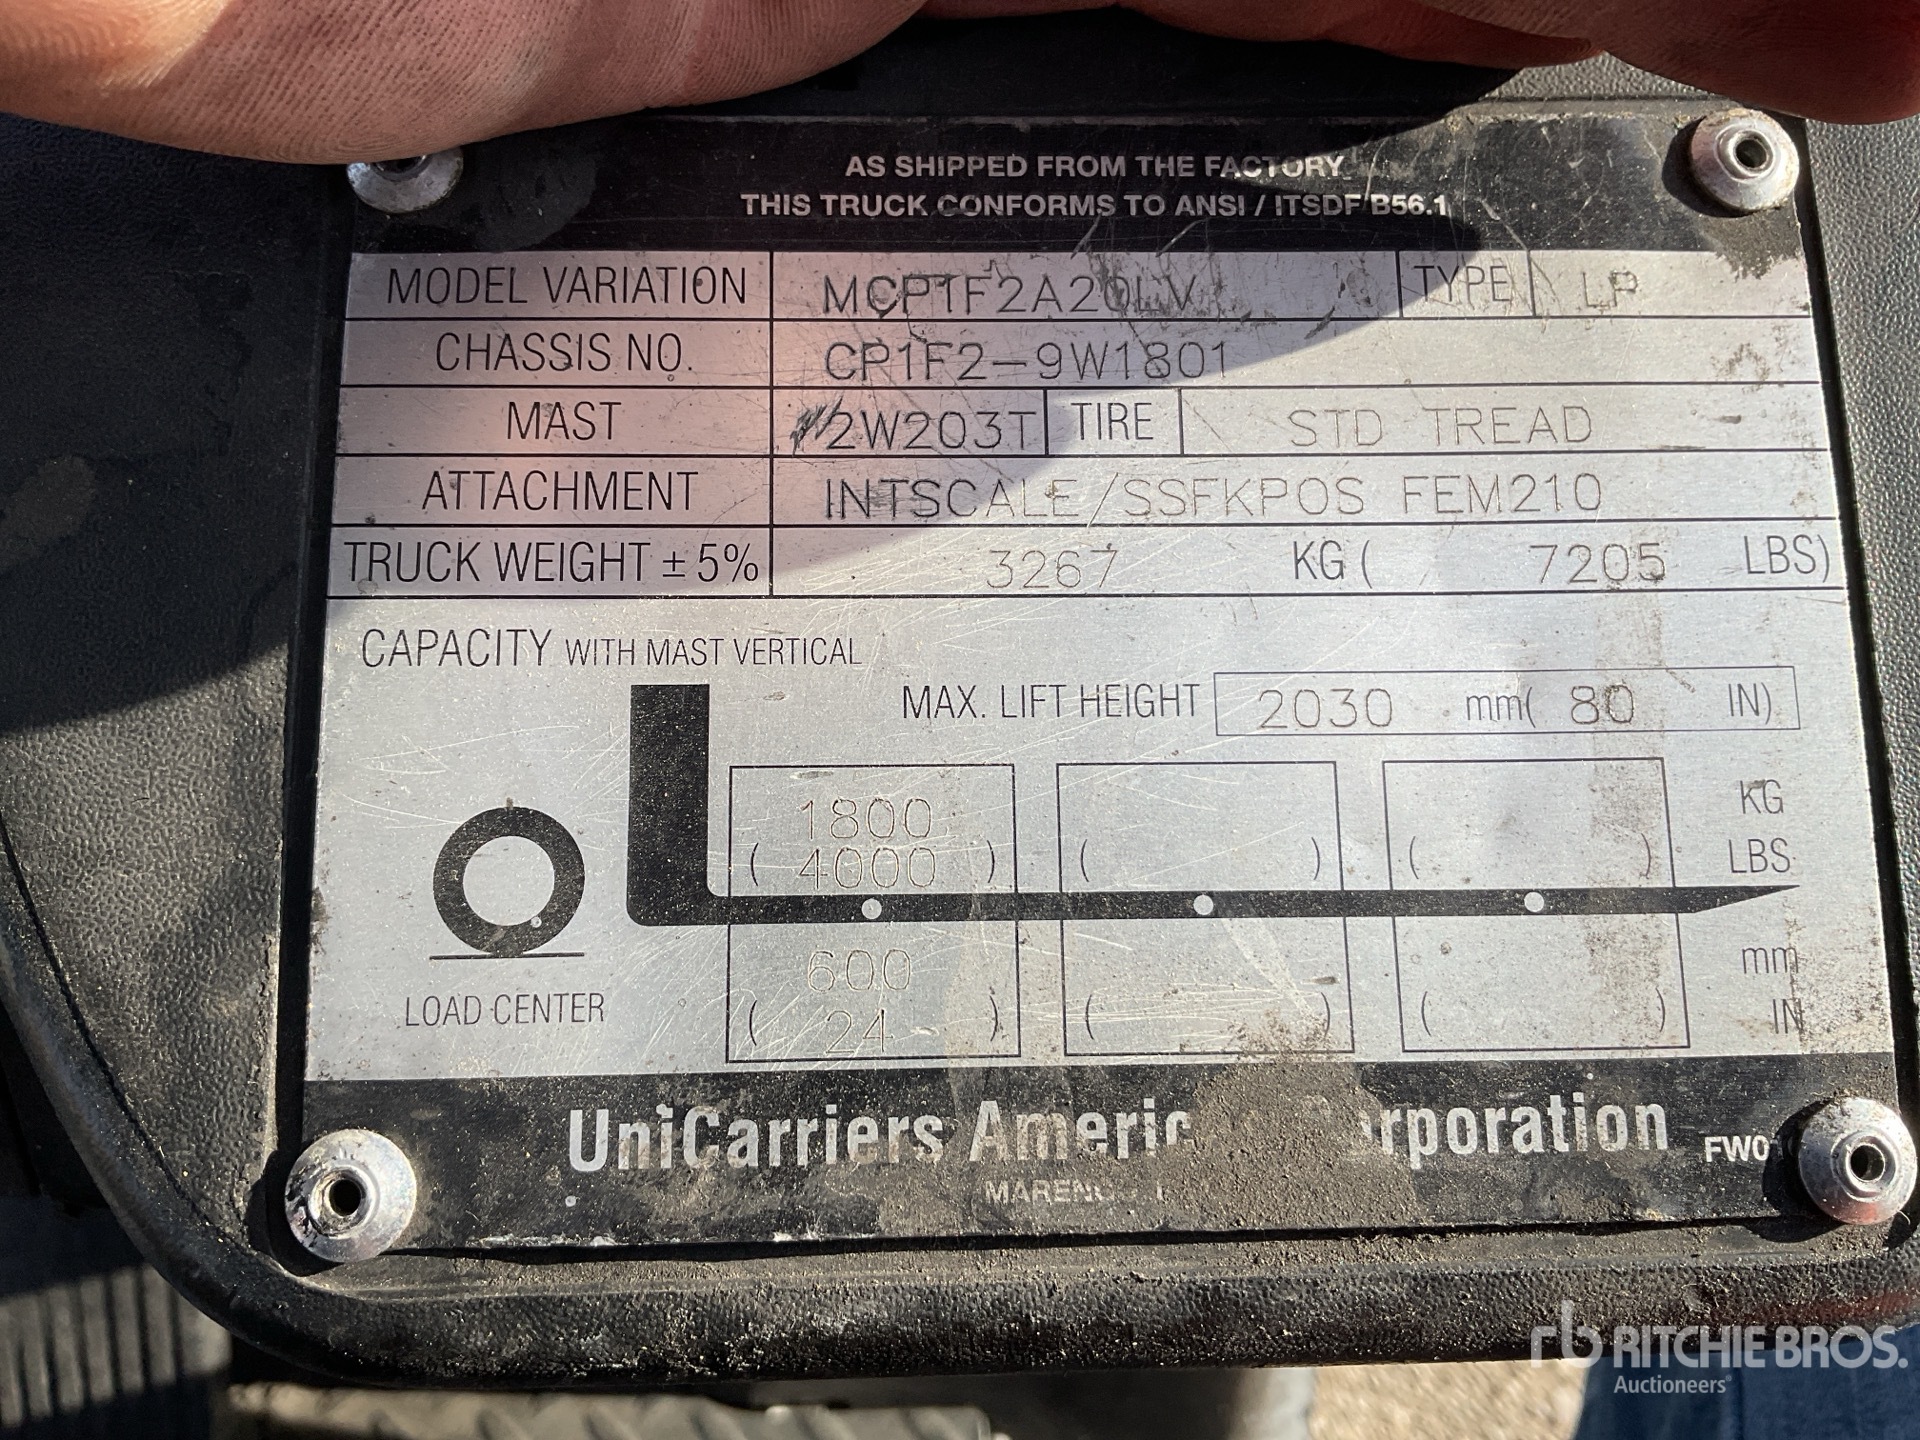 AS SHIPPED FROM THE FACTORY
THIS TRUCK CONFORMS TO ANSI / ITSDF B56.1
MODEL VARIATION MCP1F2A20LV TYPE LP
CHASSIS NO. CP1F2-9W1801
MAST 2W203T TIRE STD TREAD
ATTACHMENT INTSCALE/SSFKPOS FEM210
TRUCK WEIGHT ± 5% 3267 KG ( 7205 LBS)
CAPACITY WITH MAST VERTICAL
MAX. LIFT HEIGHT 2030 mm( 80 IN)
1800 KG
( 4000 ) ( ) ( ) LBS
600 mm
( 24 ) ( ) ( ) IN
LOAD CENTER
UniCarriers
FW0
RITCHIE BROS.
Auctioneers